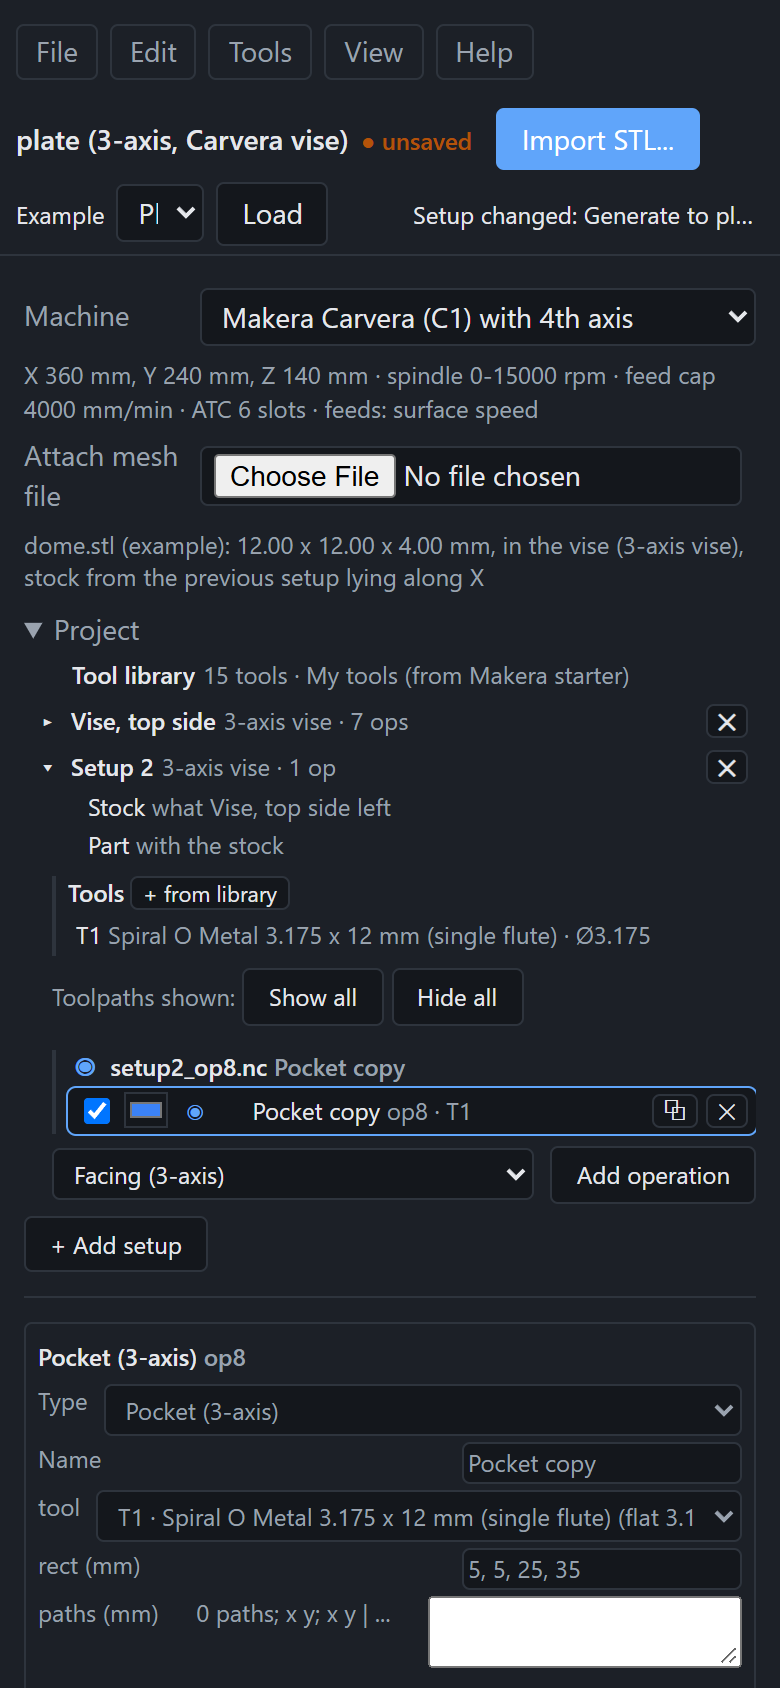 File Edit Tools View Help
plate (3-axis, Carvera vise) ● unsaved Import STL...
Example Pl Load Setup changed: Generate to pl...
Machine Makera Carvera (C1) with 4th axis
X 360 mm, Y 240 mm, Z 140 mm · spindle 0-15000 rpm · feed cap
4000 mm/min · ATC 6 slots · feeds: surface speed
Attach mesh
file Choose File No file chosen
dome.stl (example): 12.00 x 12.00 x 4.00 mm, in the vise (3-axis vise),
stock from the previous setup lying along X
▼ Project
Tool library 15 tools · My tools (from Makera starter)
▸ Vise, top side 3-axis vise · 7 ops ✕
▾ Setup 2 3-axis vise · 1 op ✕
Stock what Vise, top side left
Part with the stock
Tools + from library
T1 Spiral O Metal 3.175 x 12 mm (single flute) · Ø3.175
Toolpaths shown: Show all Hide all
setup2_op8.nc Pocket copy
Pocket copy op8 · T1 ✕
Facing (3-axis) Add operation
+ Add setup
Pocket (3-axis) op8
Type Pocket (3-axis)
Name Pocket copy
tool T1 · Spiral O Metal 3.175 x 12 mm (single flute) (flat 3.1
rect (mm) 5, 5, 25, 35
paths (mm) 0 paths; x y; x y | ...